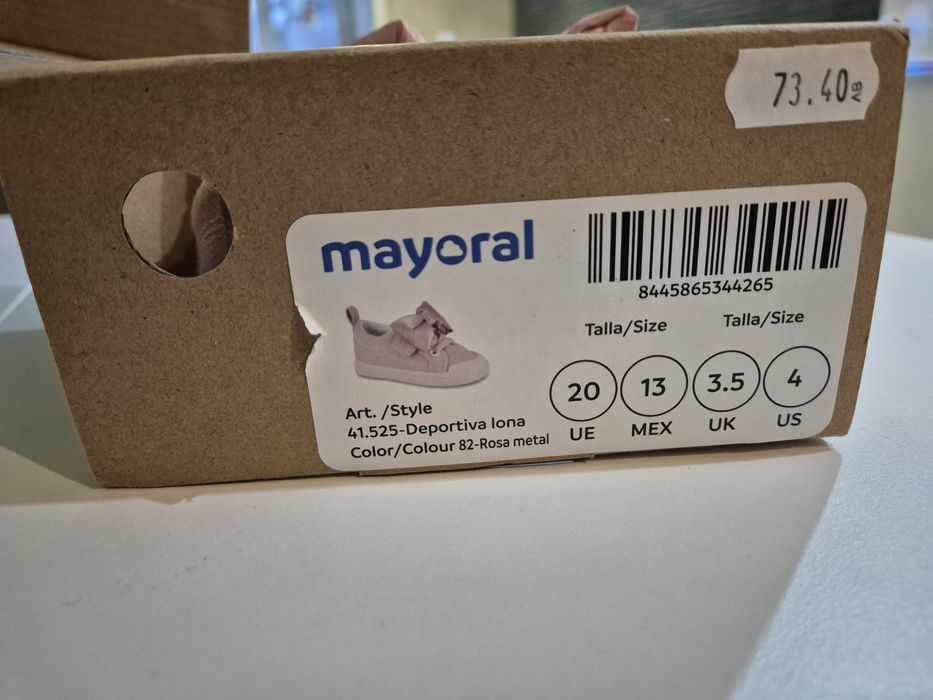 73.40 ЛВ
mayoral
8445865344265
Talla/Size Talla/Size
20 13 3.5 4
UE MEX UK US
Art. /Style
41.525-Deportiva lona
Color/Colour 82-Rosa metal